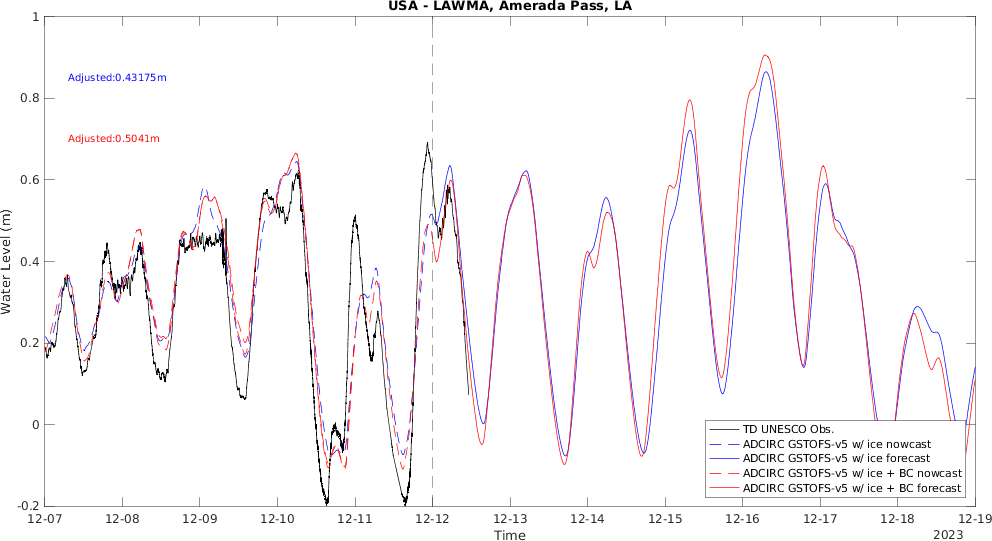 USA - LAWMA, Amerada Pass, LA
1
0.8
0.6
0.4
0.2
0
-0.2
Water Level (m)
Adjusted:0.43175m
Adjusted:0.5041m
TD UNESCO Obs.
ADCIRC GSTOFS-v5 w/ ice nowcast
ADCIRC GSTOFS-v5 w/ ice forecast
ADCIRC GSTOFS-v5 w/ ice + BC nowcast
ADCIRC GSTOFS-v5 w/ ice + BC forecast
12-07 12-08 12-09 12-10 12-11 12-12 12-13 12-14 12-15 12-16 12-17 12-18 12-19
Time
2023